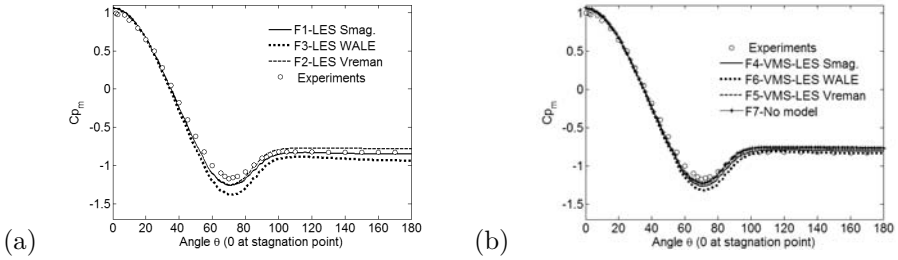 (a)
Cp_m
1
0.5
0
-0.5
-1
-1.5
0 20 40 60 80 100 120 140 160 180
Angle θ (0 at stagnation point)
F1-LES Smag.
F3-LES WALE
F2-LES Vreman
Experiments
(b)
Cp_m
1
0.5
0
-0.5
-1
-1.5
0 20 40 60 80 100 120 140 160 180
Angle θ (0 at stagnation point)
Experiments
F4-VMS-LES Smag.
F6-VMS-LES WALE
F5-VMS-LES Vreman
F7-No model